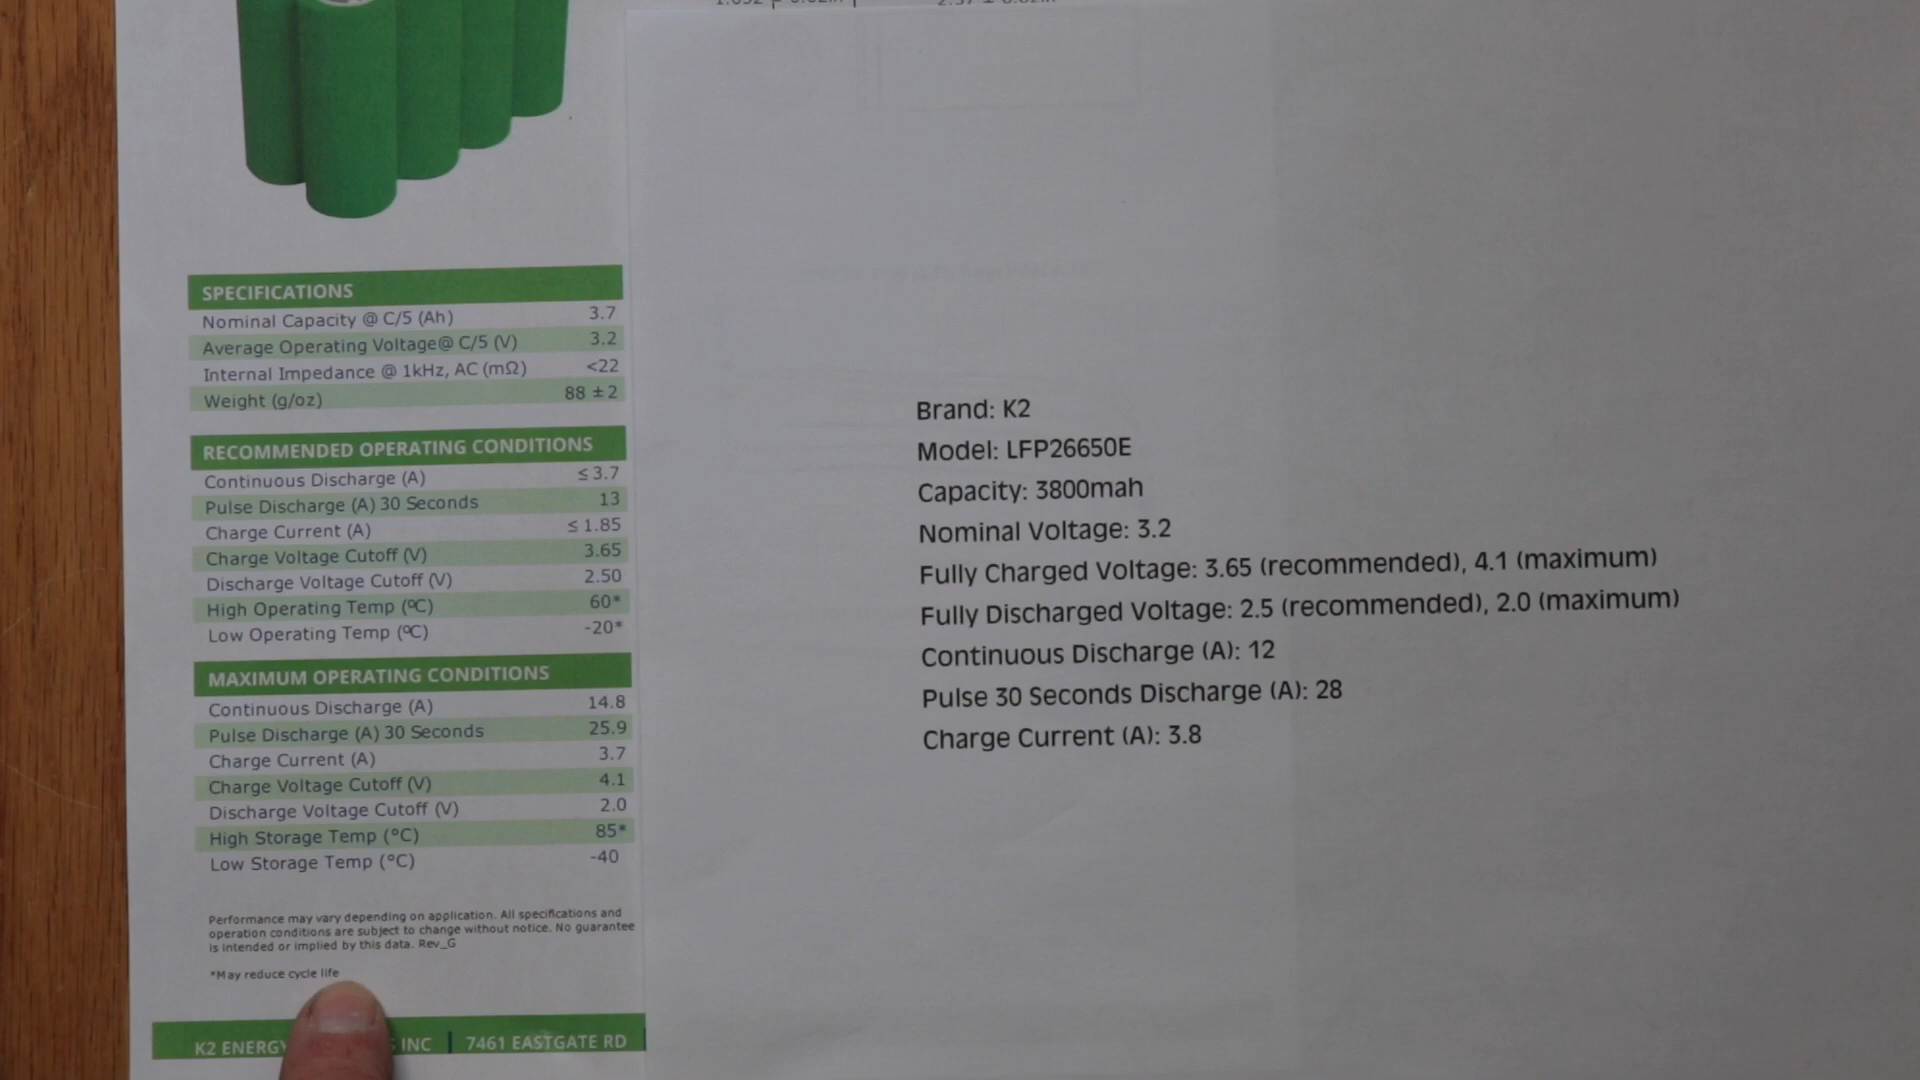 SPECIFICATIONS
Nominal Capacity @ C/5 (Ah) 3.7
Average Operating Voltage@ C/5 (V) 3.2
Internal Impedance @ 1kHz, AC (mΩ) <22
Weight (g/oz) 88 ±2
RECOMMENDED OPERATING CONDITIONS
Continuous Discharge (A) ≤ 3.7
Pulse Discharge (A) 30 Seconds 13
Charge Current (A) ≤ 1.85
Charge Voltage Cutoff (V) 3.65
Discharge Voltage Cutoff (V) 2.50
High Operating Temp (ºC) 60*
Low Operating Temp (ºC) -20*
MAXIMUM OPERATING CONDITIONS
Continuous Discharge (A) 14.8
Pulse Discharge (A) 30 Seconds 25.9
Charge Current (A) 3.7
Charge Voltage Cutoff (V) 4.1
Discharge Voltage Cutoff (V) 2.0
High Storage Temp (°C) 85*
Low Storage Temp (°C) -40
Performance may vary depending on application. All specifications and
operation conditions are subject to change without notice. No guarantee
is intended or implied by this data. Rev_G
*May reduce cycle life
K2 ENERGY INC | 7461 EASTGATE RD
Brand: K2
Model: LFP26650E
Capacity: 3800mah
Nominal Voltage: 3.2
Fully Charged Voltage: 3.65 (recommended), 4.1 (maximum)
Fully Discharged Voltage: 2.5 (recommended), 2.0 (maximum)
Continuous Discharge (A): 12
Pulse 30 Seconds Discharge (A): 28
Charge Current (A): 3.8